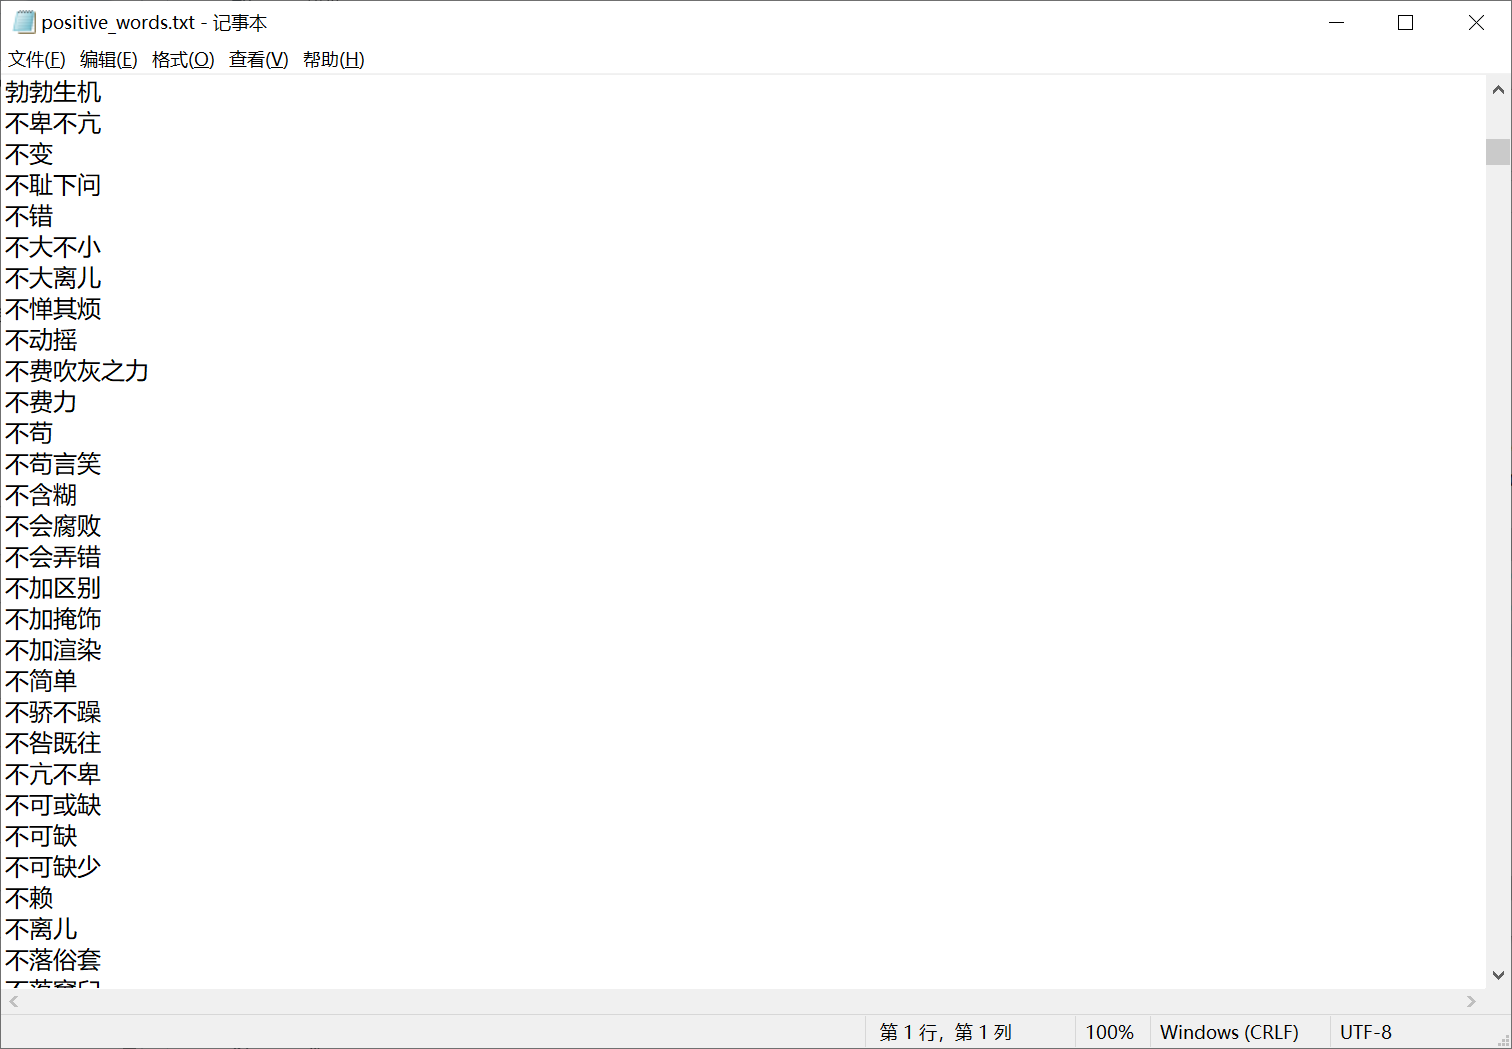 positive_words.txt - 记事本
文件(F) 编辑(E) 格式(O) 查看(V) 帮助(H)
勃勃生机
不卑不亢
不变
不耻下问
不错
不大不小
不大离儿
不惮其烦
不动摇
不费吹灰之力
不费力
不苟
不苟言笑
不含糊
不会腐败
不会弄错
不加区别
不加掩饰
不加渲染
不简单
不骄不躁
不咎既往
不亢不卑
不可或缺
不可缺
不可缺少
不赖
不离儿
不落俗套
不落窠臼
第 1 行，第 1 列 100% Windows (CRLF) UTF-8